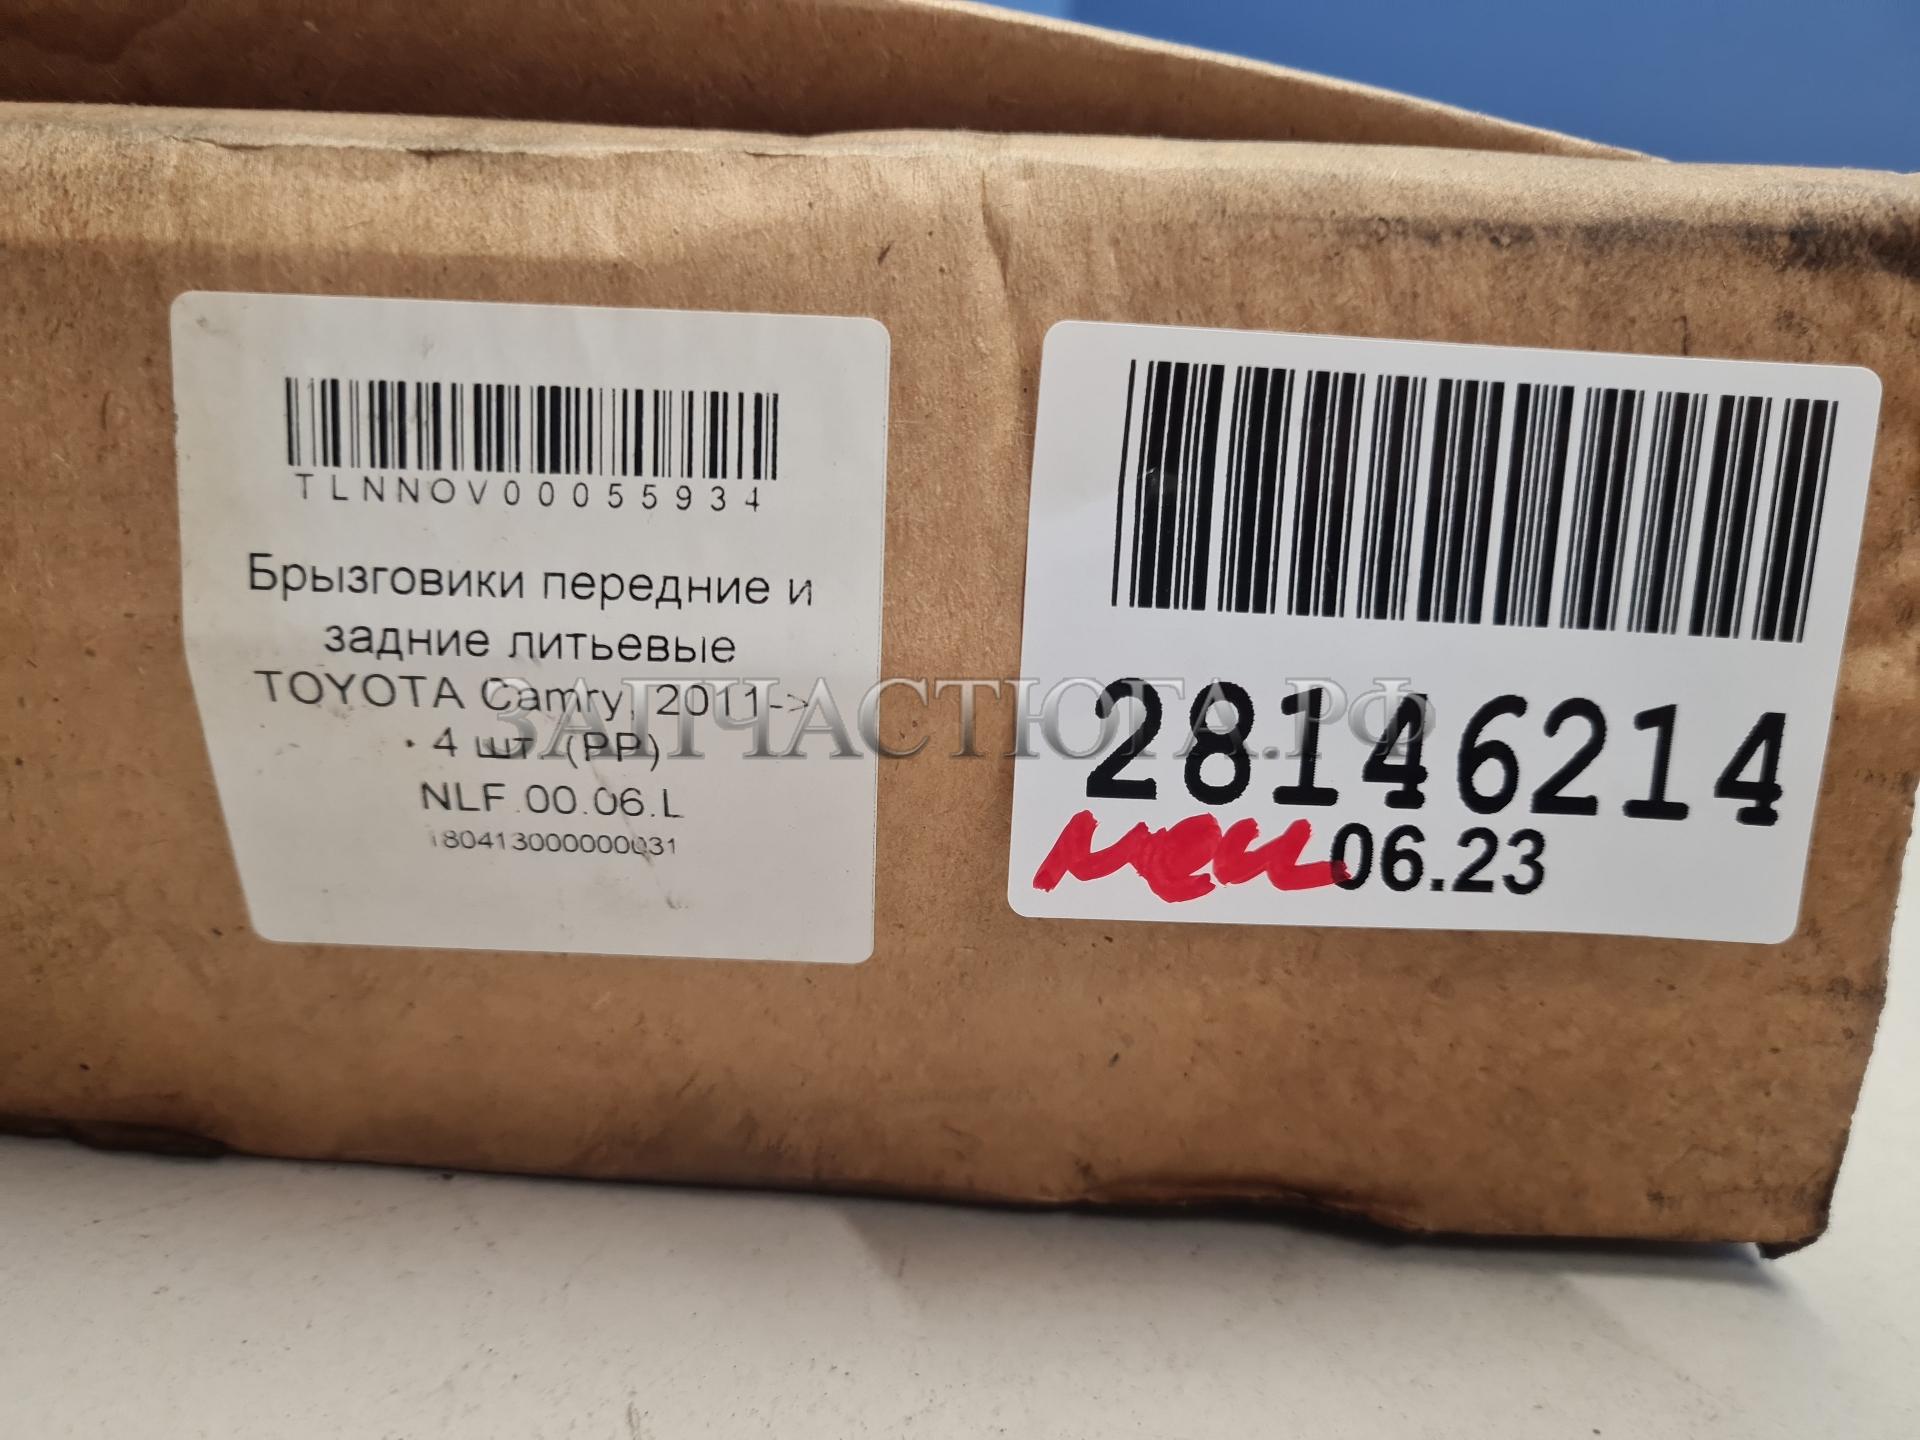 TLNNOV00055934
Брызговики передние и
задние литьевые
TOYOTA Camry, 2011->
• 4 шт. (PP)
NLF.00.06.L
180413000000031
28146214
06.23
ЗАПЧАСТЮГА.РФ